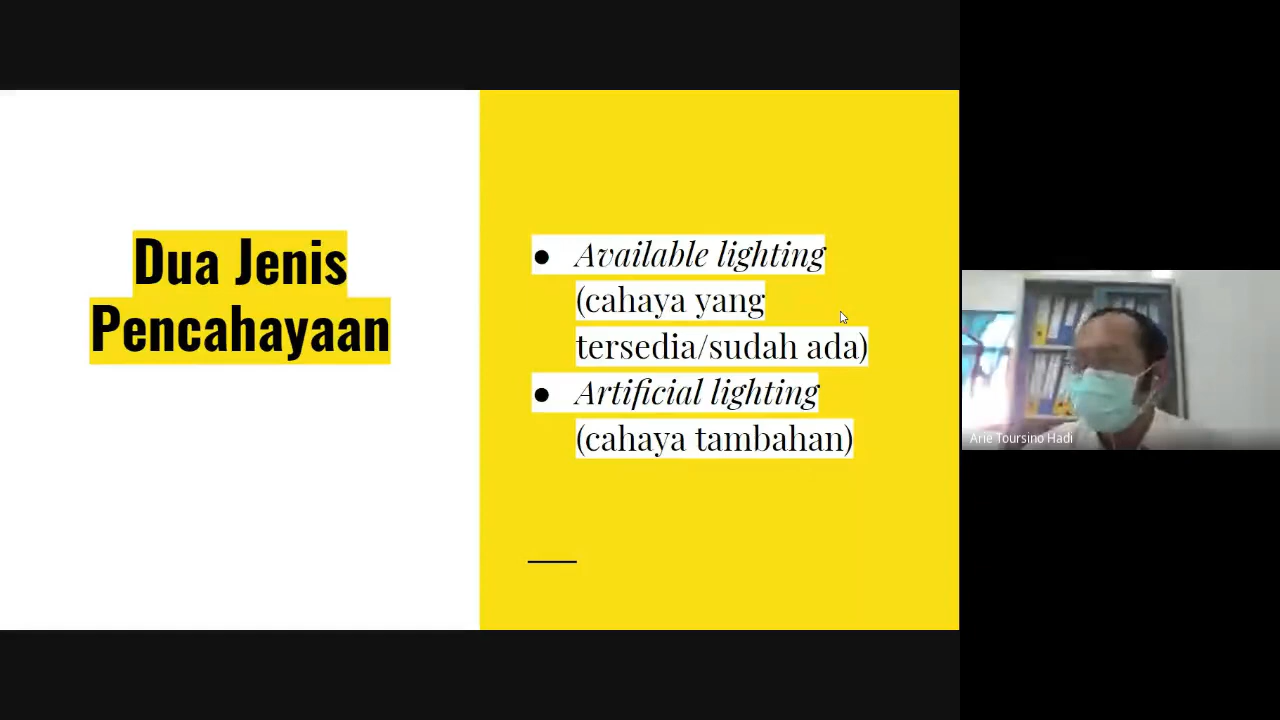 Dua Jenis
Pencahayaan
● Available lighting
(cahaya yang
tersedia/sudah ada)
● Artificial lighting
(cahaya tambahan)
Arie Toursino Hadi